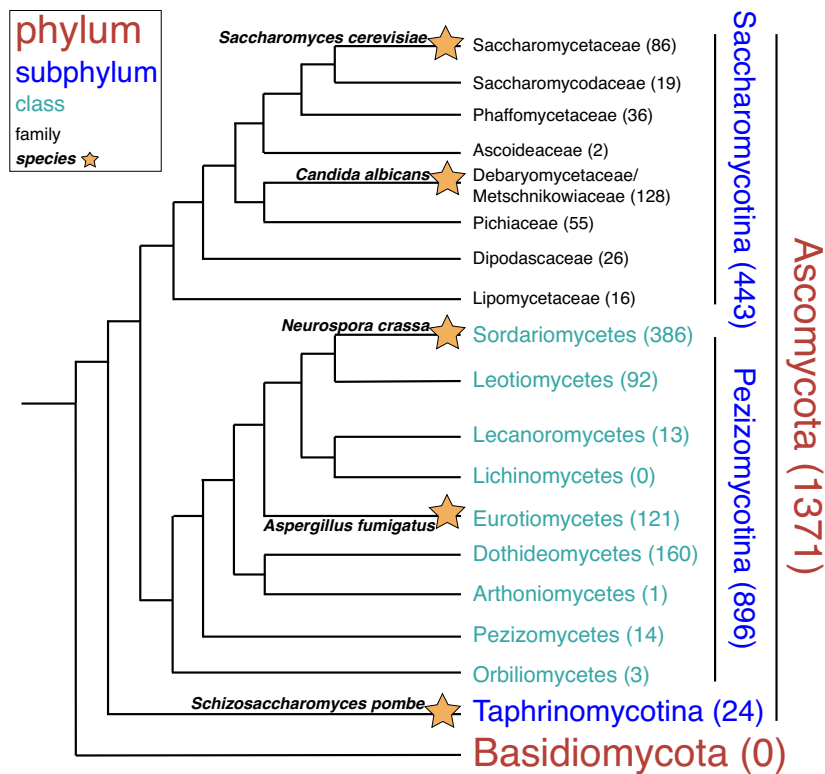 phylum
subphylum
class
family
species
Saccharomyces cerevisiae
Saccharomycetaceae (86)
Saccharomycodaceae (19)
Phaffomycetaceae (36)
Ascoideaceae (2)
Candida albicans
Debaryomycetaceae/
Metschnikowiaceae (128)
Pichiaceae (55)
Dipodascaceae (26)
Lipomycetaceae (16)
Saccharomycotina (443)
Neurospora crassa
Sordariomycetes (386)
Leotiomycetes (92)
Lecanoromycetes (13)
Lichinomycetes (0)
Aspergillus fumigatus
Eurotiomycetes (121)
Dothideomycetes (160)
Arthoniomycetes (1)
Pezizomycetes (14)
Orbiliomycetes (3)
Pezizomycotina (896)
Schizosaccharomyces pombe
Taphrinomycotina (24)
Ascomycota (1371)
Basidiomycota (0)